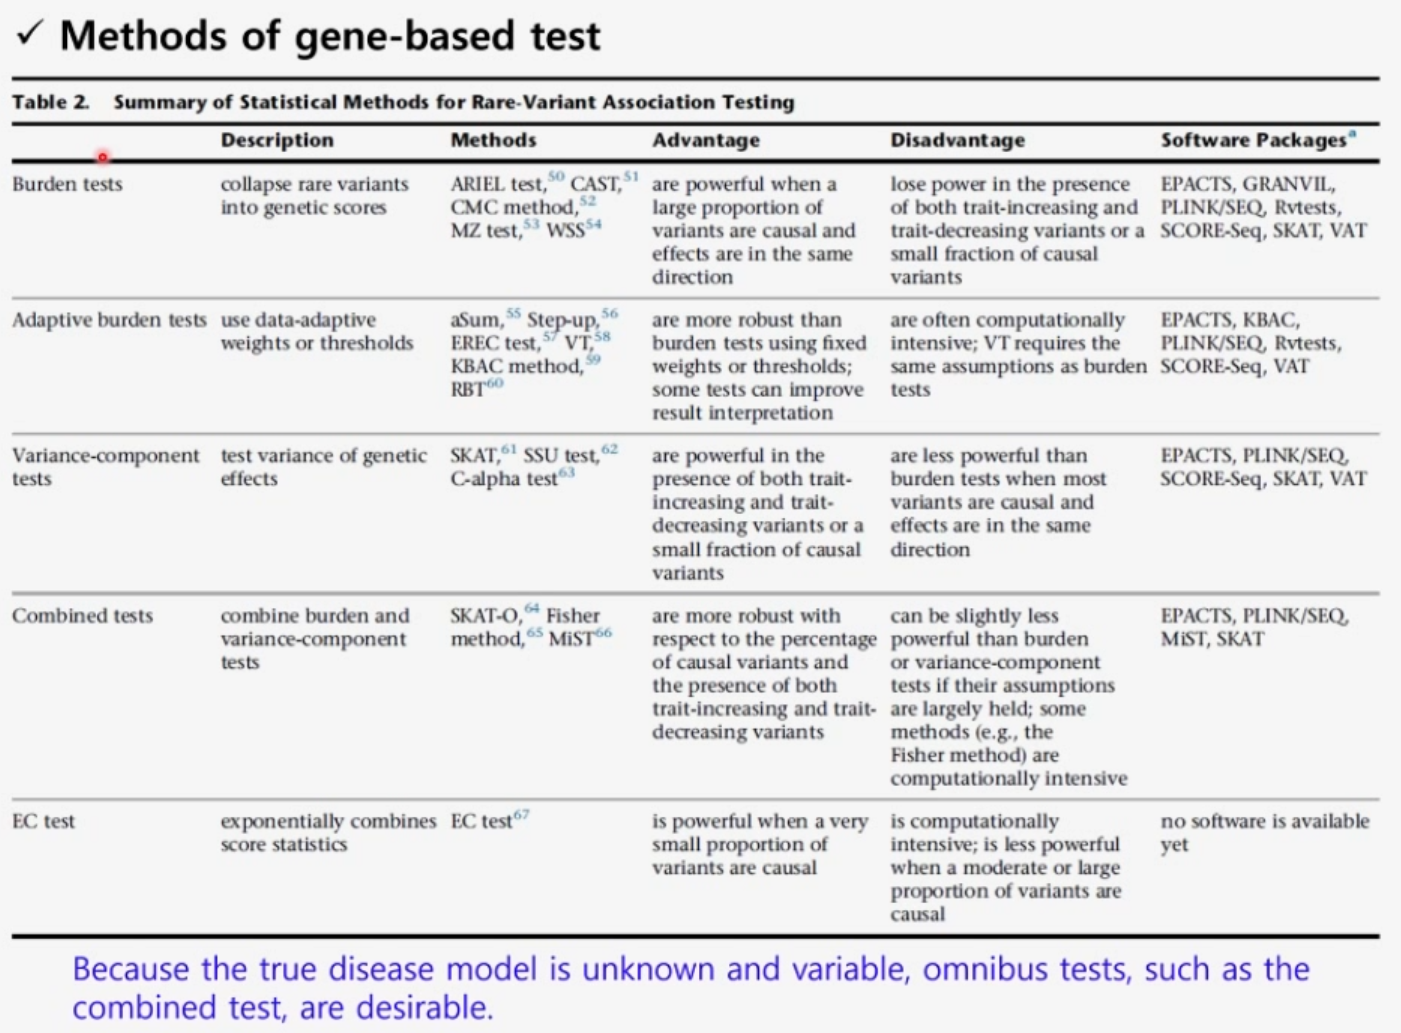 ✓ Methods of gene-based test
Table 2. Summary of Statistical Methods for Rare-Variant Association Testing
Description Methods Advantage Disadvantage Software Packagesᵃ
Burden tests collapse rare variants ARIEL test,⁵⁰ CAST,⁵¹ are powerful when a lose power in the presence EPACTS, GRANVIL,
into genetic scores CMC method,⁵² large proportion of of both trait-increasing and PLINK/SEQ, Rvtests,
MZ test,⁵³ WSS⁵⁴ variants are causal and trait-decreasing variants or a SCORE-Seq, SKAT, VAT
effects are in the same small fraction of causal
direction variants
Adaptive burden tests use data-adaptive aSum,⁵⁵ Step-up,⁵⁶ are more robust than are often computationally EPACTS, KBAC,
weights or thresholds EREC test,⁵⁷ VT,⁵⁸ burden tests using fixed intensive; VT requires the PLINK/SEQ, Rvtests,
KBAC method,⁵⁹ weights or thresholds; same assumptions as burden SCORE-Seq, VAT
RBT⁶⁰ some tests can improve tests
result interpretation
Variance-component test variance of genetic SKAT,⁶¹ SSU test,⁶² are powerful in the are less powerful than EPACTS, PLINK/SEQ,
tests effects C-alpha test⁶³ presence of both trait- burden tests when most SCORE-Seq, SKAT, VAT
increasing and trait- variants are causal and
decreasing variants or a effects are in the same
small fraction of causal direction
variants
Combined tests combine burden and SKAT-O,⁶⁴ Fisher are more robust with can be slightly less EPACTS, PLINK/SEQ,
variance-component method,⁶⁵ MiST⁶⁶ respect to the percentage powerful than burden MiST, SKAT
tests of causal variants and or variance-component
the presence of both tests if their assumptions
trait-increasing and trait- are largely held; some
decreasing variants methods (e.g., the
Fisher method) are
computationally intensive
EC test exponentially combines EC test⁶⁷ is powerful when a very is computationally no software is available
score statistics small proportion of intensive; is less powerful yet
variants are causal when a moderate or large
proportion of variants are
causal
Because the true disease model is unknown and variable, omnibus tests, such as the
combined test, are desirable.